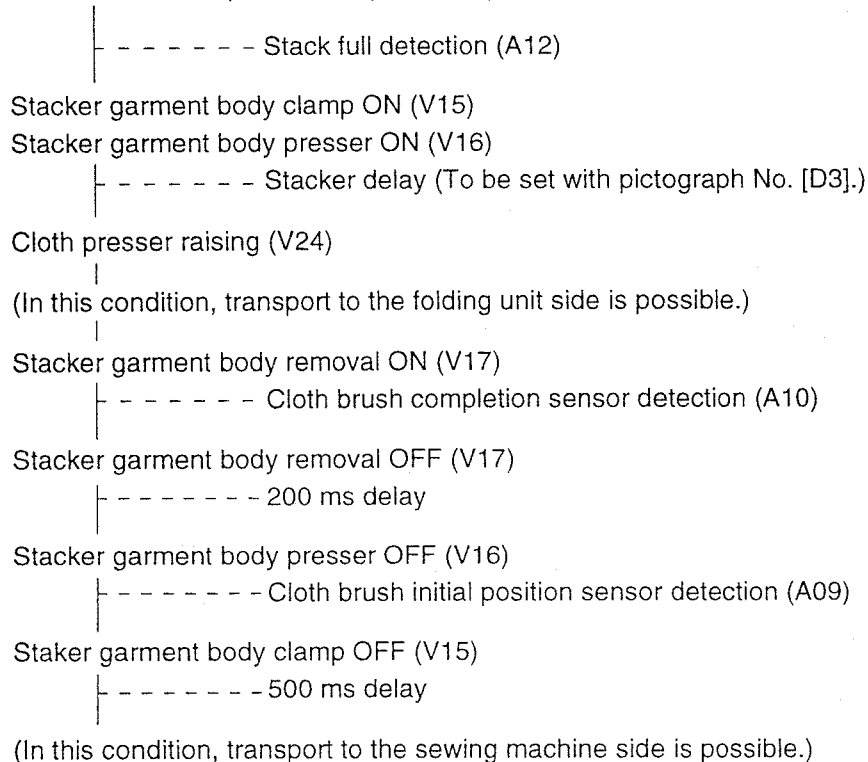 Stack full detection (A12)
Stacker garment body clamp ON (V15)
Stacker garment body presser ON (V16)
Stacker delay (To be set with pictograph No. [D3].)
Cloth presser raising (V24)
(In this condition, transport to the folding unit side is possible.)
Stacker garment body removal ON (V17)
Cloth brush completion sensor detection (A10)
Stacker garment body removal OFF (V17)
200 ms delay
Stacker garment body presser OFF (V16)
Cloth brush initial position sensor detection (A09)
Staker garment body clamp OFF (V15)
500 ms delay
(In this condition, transport to the sewing machine side is possible.)